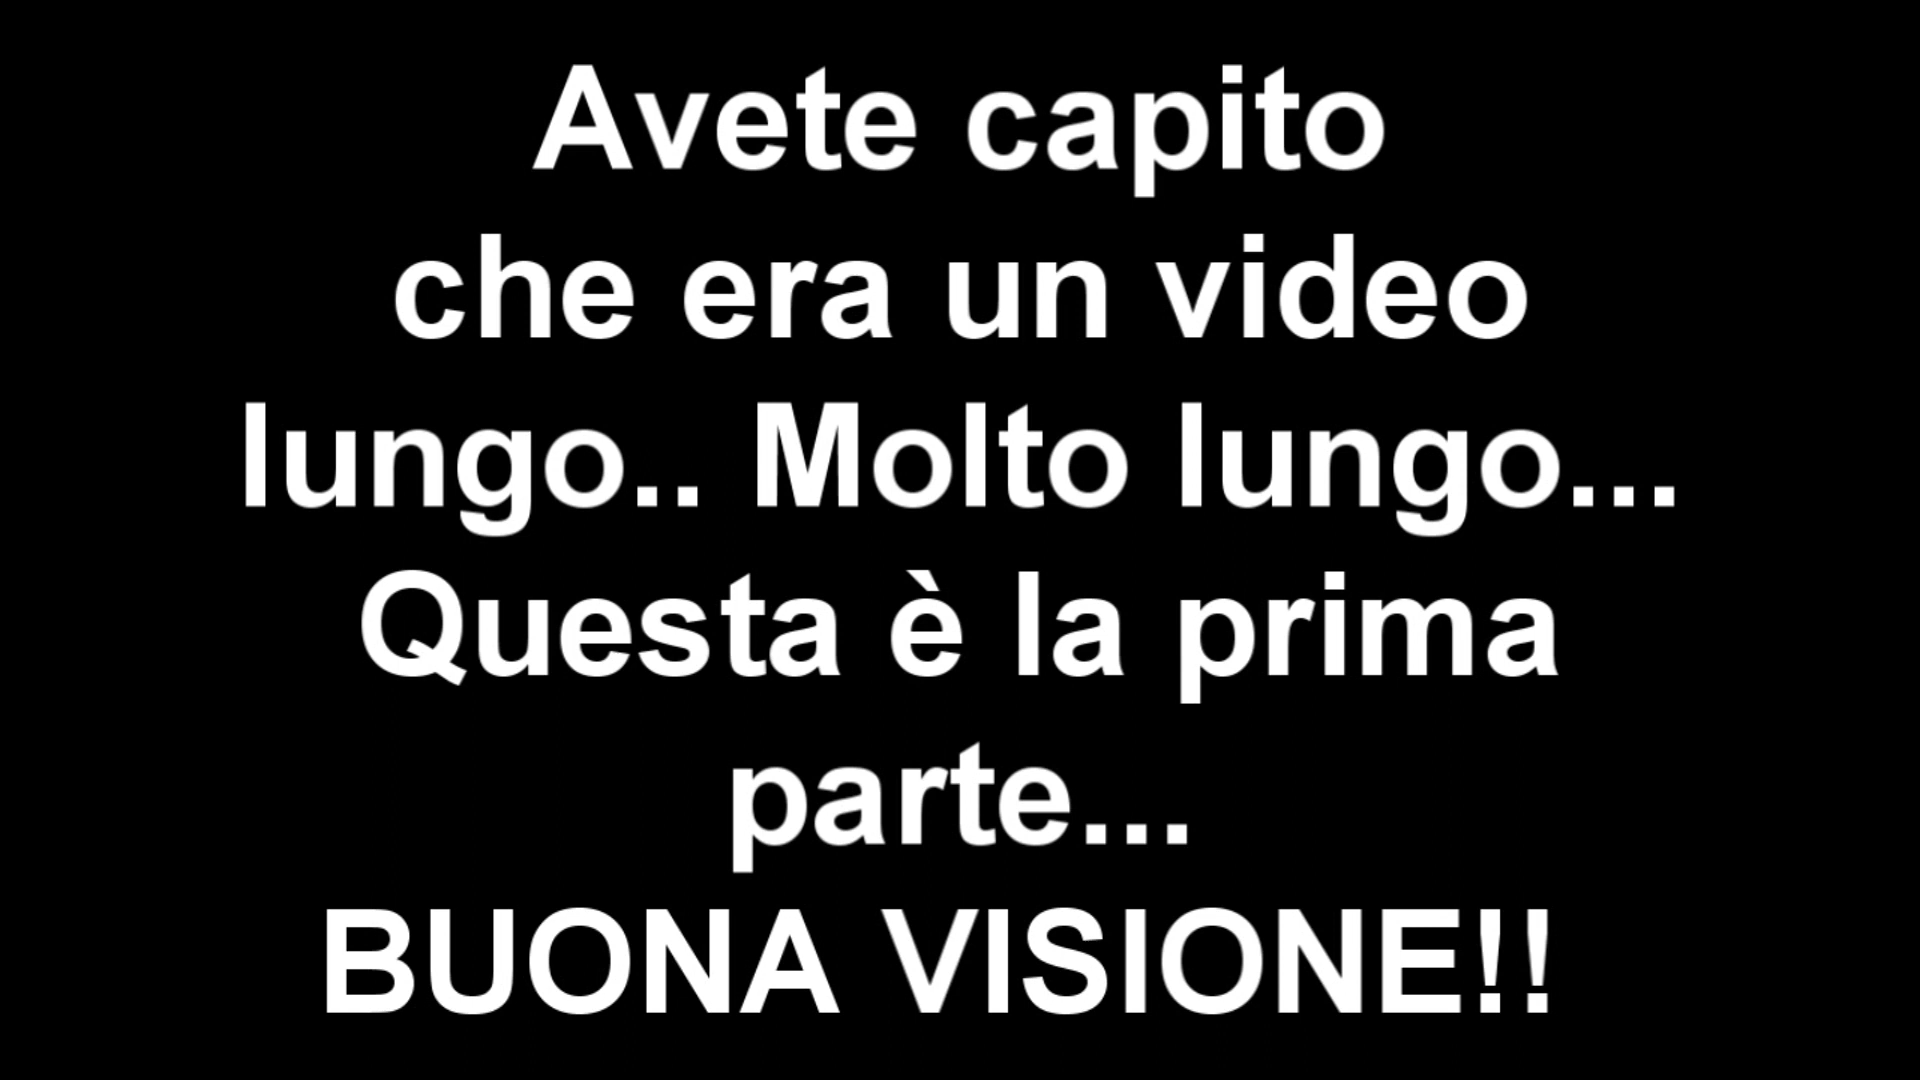 Avete capito
che era un video
lungo.. Molto lungo...
Questa è la prima
parte...
BUONA VISIONE!!